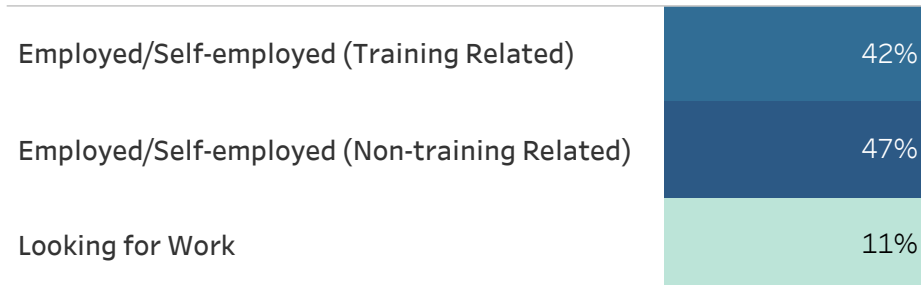 Employed/Self-employed (Training Related) 42%
Employed/Self-employed (Non-training Related) 47%
Looking for Work 11%